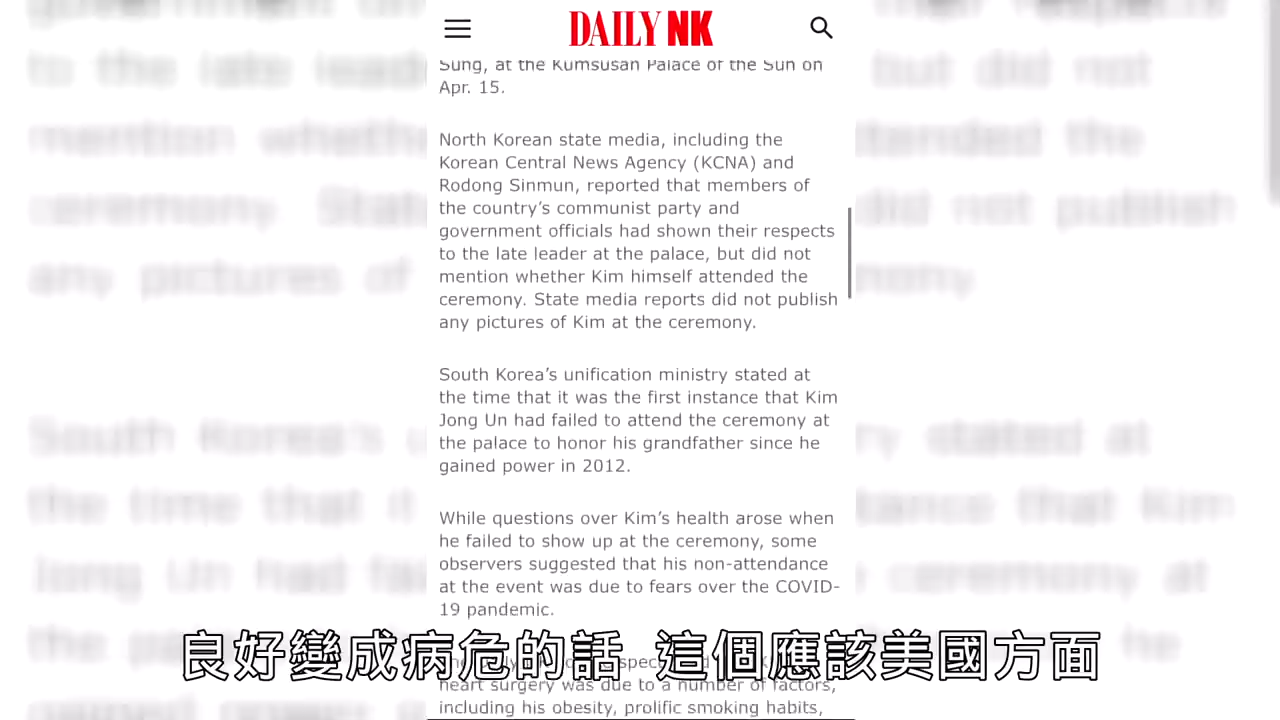 DAILY NK
Sung, at the Kumsusan Palace of the Sun on
Apr. 15.
North Korean state media, including the
Korean Central News Agency (KCNA) and
Rodong Sinmun, reported that members of
the country’s communist party and
government officials had shown their respects
to the late leader at the palace, but did not
mention whether Kim himself attended the
ceremony. State media reports did not publish
any pictures of Kim at the ceremony.
South Korea’s unification ministry stated at
the time that it was the first instance that Kim
Jong Un had failed to attend the ceremony at
the palace to honor his grandfather since he
gained power in 2012.
While questions over Kim’s health arose when
he failed to show up at the ceremony, some
observers suggested that his non-attendance
at the event was due to fears over the COVID-
19 pandemic.
良好變成病危的話 這個應該美國方面
heart surgery was due to a number of factors,
including his obesity, prolific smoking habits,